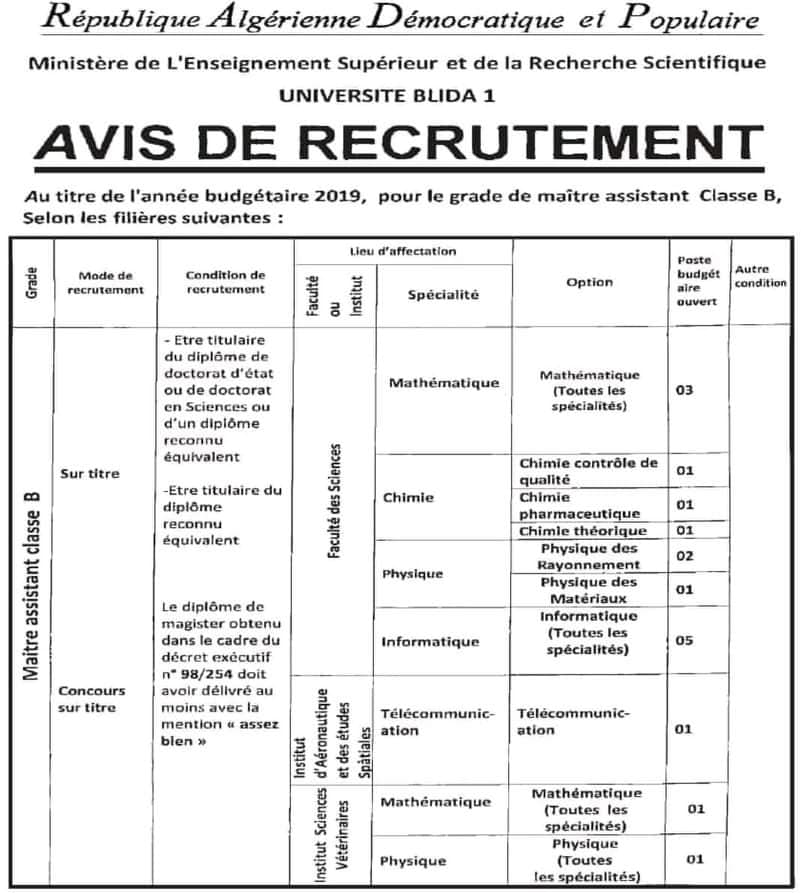 République Algérienne Démocratique et Populaire
Ministère de L'Enseignement Supérieur et de la Recherche Scientifique
UNIVERSITE BLIDA 1
AVIS DE RECRUTEMENT
Au titre de l'année budgétaire 2019, pour le grade de maître assistant Classe B,
Selon les filières suivantes :
Grade
Mode de
recrutement
Condition de
recrutement
Lieu d'affectation
Faculté
ou
Institut
Spécialité
Option
Poste
budgét
aire
ouvert
Autre
condition
Maitre assistant classe B
Sur titre
Concours
sur titre
- Etre titulaire
du diplôme de
doctorat d'état
ou de doctorat
en Sciences ou
d'un diplôme
reconnu
équivalent
-Etre titulaire du
diplôme
reconnu
équivalent
Le diplôme de
magister obtenu
dans le cadre du
décret exécutif
n° 98/254 doit
avoir délivré au
moins avec la
mention « assez
bien »
Faculté des Sciences
Mathématique
Mathématique
(Toutes les
spécialités)
03
Chimie
Chimie contrôle de
qualité
01
Chimie
pharmaceutique
01
Chimie théorique
01
Physique
Physique des
Rayonnement
02
Physique des
Matériaux
01
Informatique
Informatique
(Toutes les
spécialités)
05
Institut
d'Aéronautique
et des études
Spàtiales
Télécommunic-
ation
Télécommunic-
ation
01
Institut Sciences
Vétérinaires
Mathématique
Mathématique
(Toutes les
spécialités)
01
Physique
Physique
(Toutes
les spécialités)
01